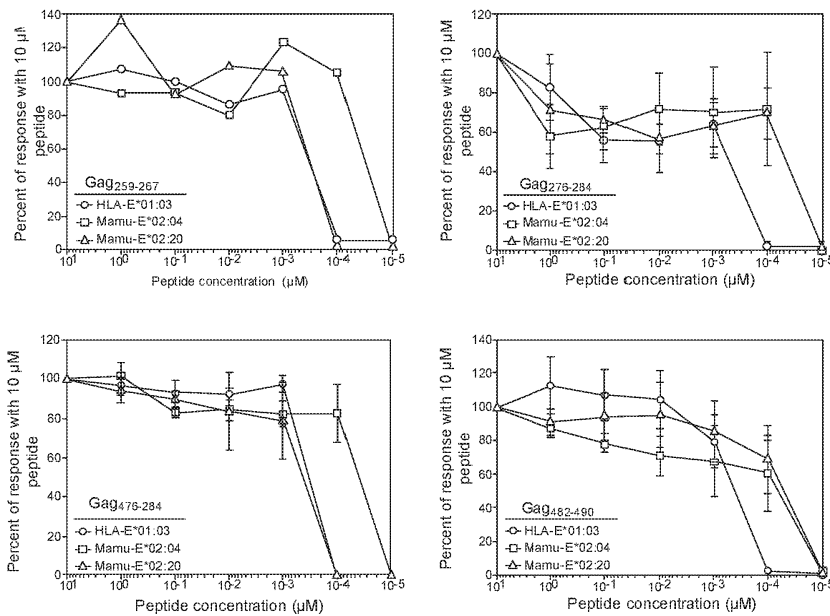 Percent of response with 10 µM
peptide
140
120
100
80
60
40
20
0
Gag259-267
HLA-E*01:03
Mamu-E*02:04
Mamu-E*02:20
10¹ 10⁰ 10⁻¹ 10⁻² 10⁻³ 10⁻⁴ 10⁻⁵
Peptide concentration (µM)
Percent of response with 10 µM
peptide
120
100
80
60
40
20
0
Gag276-284
HLA-E*01:03
Mamu-E*02:04
Mamu-E*02:20
10¹ 10⁰ 10⁻¹ 10⁻² 10⁻³ 10⁻⁴ 10⁻⁵
Peptide concentration (µM)
Percent of response with 10 µM
peptide
120
100
80
60
40
20
0
Gag476-284
HLA-E*01:03
Mamu-E*02:04
Mamu-E*02:20
10¹ 10⁰ 10⁻¹ 10⁻² 10⁻³ 10⁻⁴ 10⁻⁵
Peptide concentration (µM)
Percent of response with 10 µM
peptide
140
120
100
80
60
40
20
0
Gag482-490
HLA-E*01:03
Mamu-E*02:04
Mamu-E*02:20
10¹ 10⁰ 10⁻¹ 10⁻² 10⁻³ 10⁻⁴ 10⁻⁵
Peptide concentration (µM)